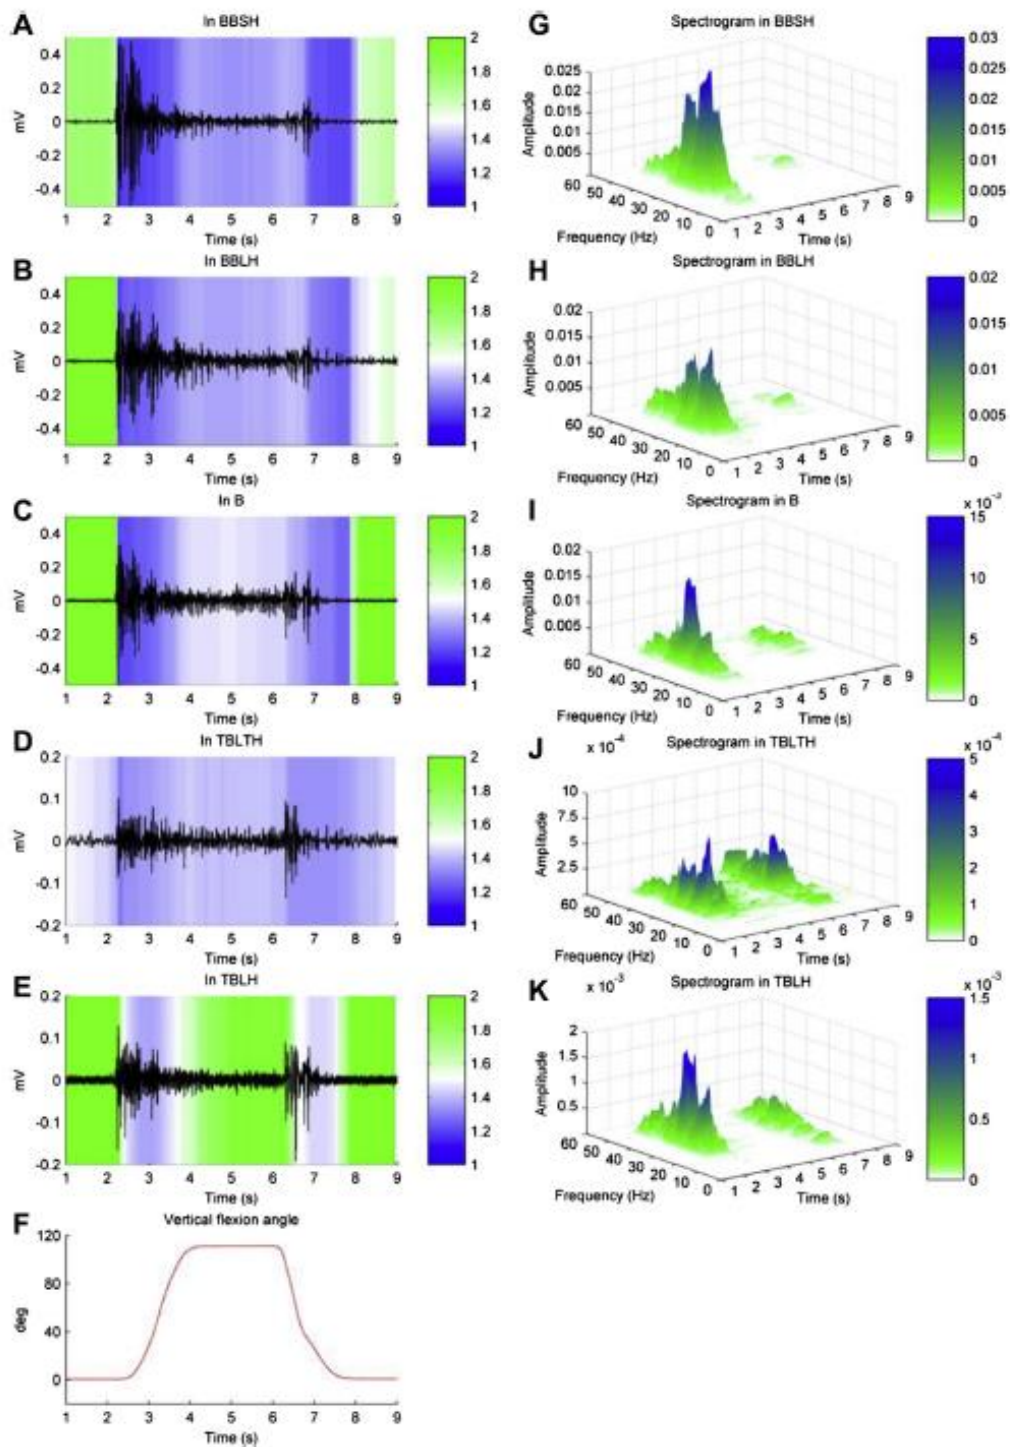 A In BBSH
0.4
0.2
0
-0.2
-0.4
mV
1 2 3 4 5 6 7 8 9
Time (s)
2
1.8
1.6
1.4
1.2
1
G Spectrogram in BBSH
0.025
0.02
0.015
0.01
0.005
Amplitude
60 50 40 30 20 10 0
Frequency (Hz)
1 2 3 4 5 6 7 8 9
Time (s)
0.03
0.025
0.02
0.015
0.01
0.005
0
B In BBLH
0.4
0.2
0
-0.2
-0.4
mV
1 2 3 4 5 6 7 8 9
Time (s)
2
1.8
1.6
1.4
1.2
1
H Spectrogram in BBLH
0.02
0.015
0.01
0.005
Amplitude
60 50 40 30 20 10 0
Frequency (Hz)
1 2 3 4 5 6 7 8 9
Time (s)
0.02
0.015
0.01
0.005
0
C In B
0.4
0.2
0
-0.2
-0.4
mV
1 2 3 4 5 6 7 8 9
Time (s)
2
1.8
1.6
1.4
1.2
1
I Spectrogram in B
0.02
0.015
0.01
0.005
Amplitude
60 50 40 30 20 10 0
Frequency (Hz)
1 2 3 4 5 6 7 8 9
Time (s)
x 10
15
10
5
0
D In TBLTH
0.2
0.1
0
-0.1
-0.2
mV
1 2 3 4 5 6 7 8 9
Time (s)
2
1.8
1.6
1.4
1.2
1
J Spectrogram in TBLTH
x 10⁻⁴
10
7.5
5
2.5
Amplitude
60 50 40 30 20 10 0
Frequency (Hz)
1 2 3 4 5 6 7 8 9
Time (s)
x 10⁻⁴
5
4
3
2
1
0
E In TBLH
0.2
0.1
0
-0.1
-0.2
mV
1 2 3 4 5 6 7 8 9
Time (s)
2
1.8
1.6
1.4
1.2
1
K Spectrogram in TBLH
x 10⁻³
2
1.5
1
0.5
Amplitude
60 50 40 30 20 10 0
Frequency (Hz)
1 2 3 4 5 6 7 8 9
Time (s)
x 10⁻³
1.5
1
0.5
0
F Vertical flexion angle
120
80
40
0
deg
1 2 3 4 5 6 7 8 9
Time (s)